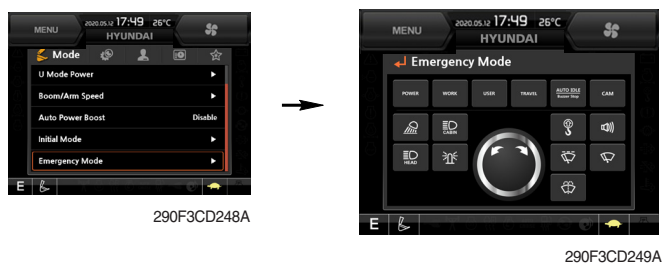 MENU
2020.05.12 17:49 26°C
HYUNDAI
Mode
U Mode Power
Boom/Arm Speed
Auto Power Boost Disable
Initial Mode
Emergency Mode
E
290F3CD248A
MENU
2020.05.12 17:49 26°C
HYUNDAI
Emergency Mode
POWER WORK USER TRAVEL AUTO IDLE CAM
Buzzer Stop
CABIN
HEAD
E
290F3CD249A